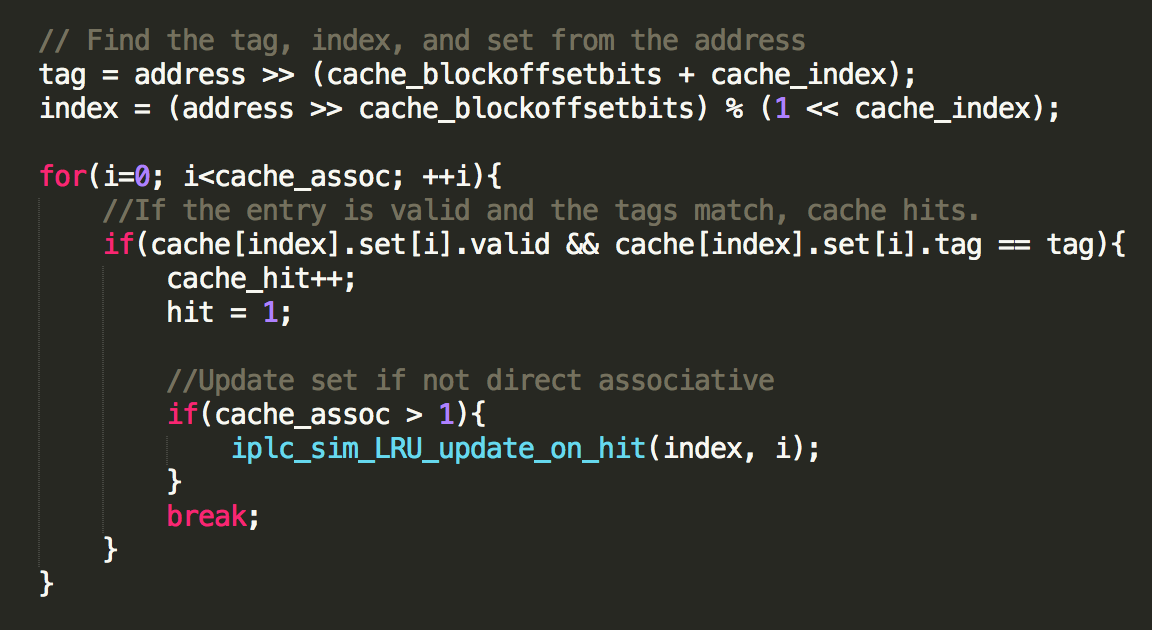 // Find the tag, index, and set from the address
tag = address >> (cache_blockoffsetbits + cache_index);
index = (address >> cache_blockoffsetbits) % (1 << cache_index);
for(i=0; i<cache_assoc; ++i){
//If the entry is valid and the tags match, cache hits.
if(cache[index].set[i].valid && cache[index].set[i].tag == tag){
cache_hit++;
hit = 1;
//Update set if not direct associative
if(cache_assoc > 1){
iplc_sim_LRU_update_on_hit(index, i);
}
break;
}
}